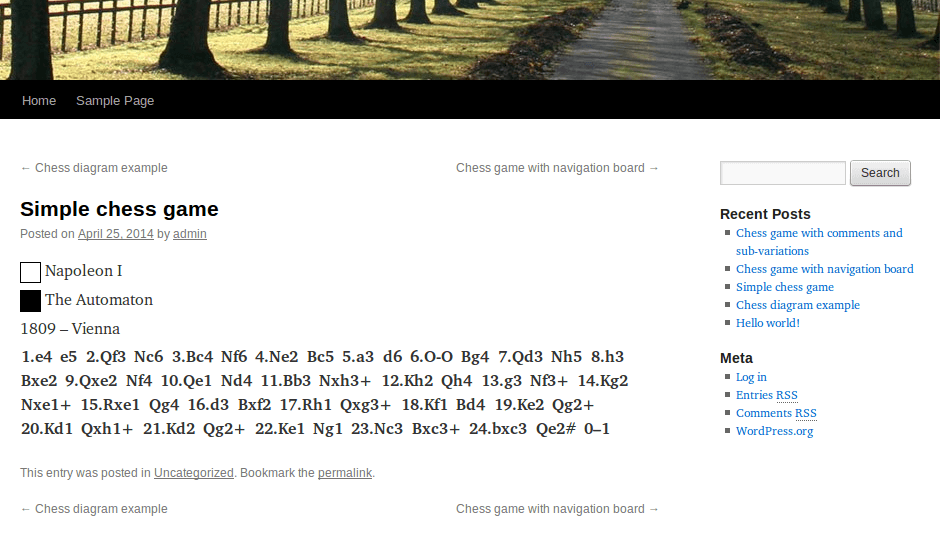 Home Sample Page
← Chess diagram example Chess game with navigation board →
Simple chess game
Posted on April 25, 2014 by admin
Napoleon I
The Automaton
1809 – Vienna
1.e4 e5 2.Qf3 Nc6 3.Bc4 Nf6 4.Ne2 Bc5 5.a3 d6 6.O-O Bg4 7.Qd3 Nh5 8.h3
Bxe2 9.Qxe2 Nf4 10.Qe1 Nd4 11.Bb3 Nxh3+ 12.Kh2 Qh4 13.g3 Nf3+ 14.Kg2
Nxe1+ 15.Rxe1 Qg4 16.d3 Bxf2 17.Rh1 Qxg3+ 18.Kf1 Bd4 19.Ke2 Qg2+
20.Kd1 Qxh1+ 21.Kd2 Qg2+ 22.Ke1 Ng1 23.Nc3 Bxc3+ 24.bxc3 Qe2# 0–1
This entry was posted in Uncategorized. Bookmark the permalink.
← Chess diagram example Chess game with navigation board →
Search
Recent Posts
Chess game with comments and
sub-variations
Chess game with navigation board
Simple chess game
Chess diagram example
Hello world!
Meta
Log in
Entries RSS
Comments RSS
WordPress.org